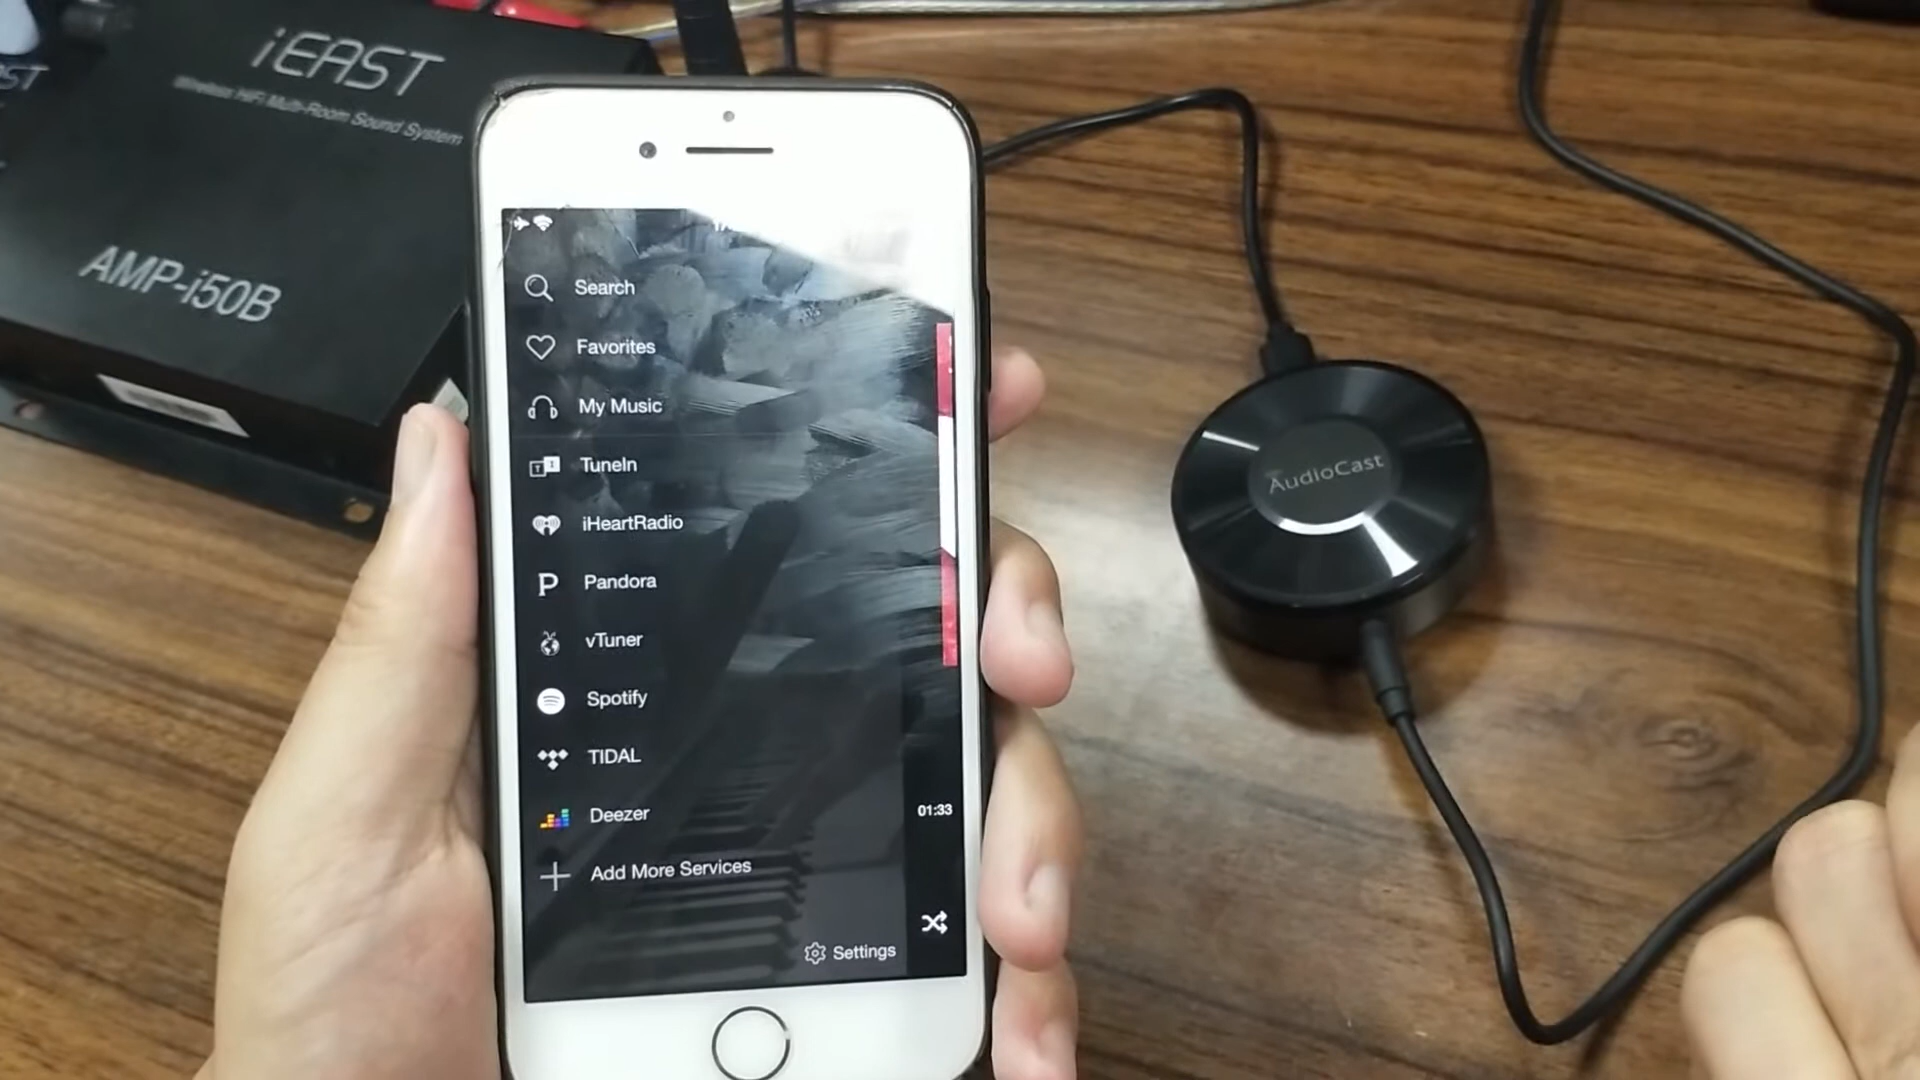 iEAST
Wireless HiFi Multi-Room Sound System
AMP-i50B
Search
Favorites
My Music
TuneIn
iHeartRadio
Pandora
vTuner
Spotify
TIDAL
Deezer
Add More Services
Settings
01:33
AudioCast